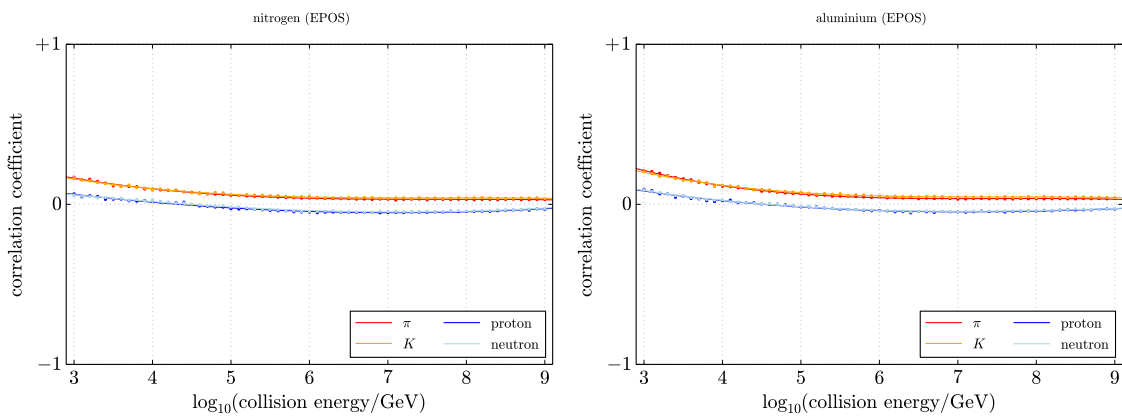 nitrogen (EPOS)
+1
0
−1
correlation coefficient
3 4 5 6 7 8 9
log10(collision energy/GeV)
π proton
K neutron
aluminium (EPOS)
+1
0
−1
correlation coefficient
3 4 5 6 7 8 9
log10(collision energy/GeV)
π proton
K neutron